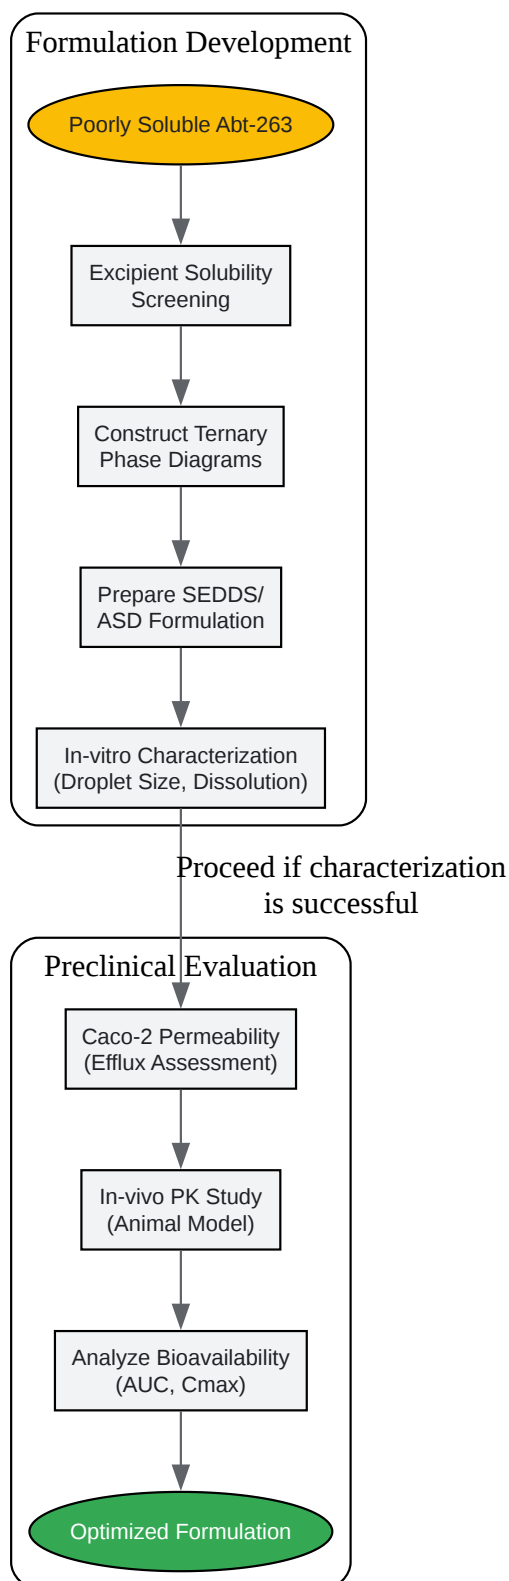 Formulation Development
Poorly Soluble Abt-263
Excipient Solubility
Screening
Construct Ternary
Phase Diagrams
Prepare SEDDS/
ASD Formulation
In-vitro Characterization
(Droplet Size, Dissolution)
Proceed if characterization
is successful
Preclinical Evaluation
Caco-2 Permeability
(Efflux Assessment)
In-vivo PK Study
(Animal Model)
Analyze Bioavailability
(AUC, Cmax)
Optimized Formulation